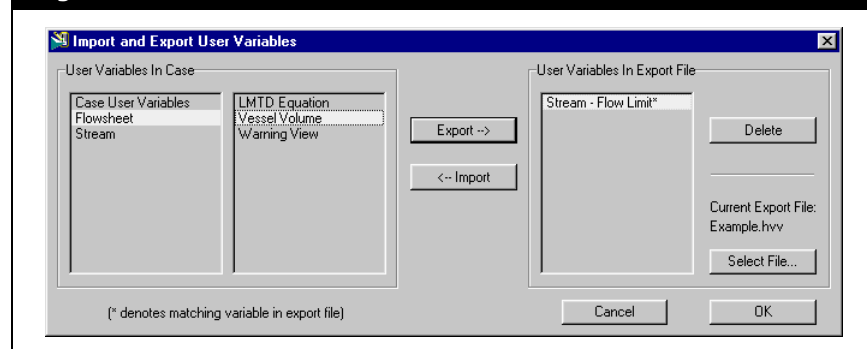 Import and Export User Variables
User Variables In Case
Case User Variables
Flowsheet
Stream
LMTD Equation
Vessel Volume
Warning View
Export -->
<-- Import
User Variables In Export File
Stream - Flow Limit*
Delete
Current Export File:
Example.hvv
Select File...
(* denotes matching variable in export file)
Cancel
OK